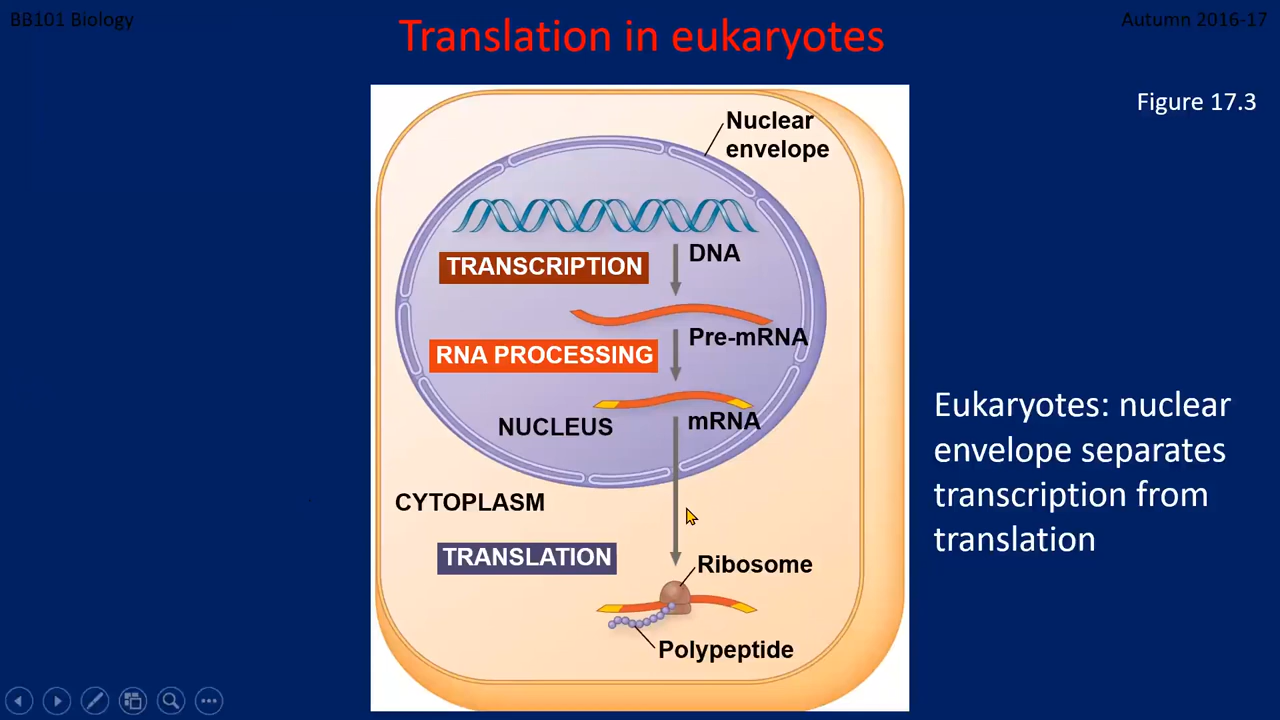 BB101 Biology
Autumn 2016-17
Translation in eukaryotes
Figure 17.3
Nuclear
envelope
DNA
TRANSCRIPTION
Pre-mRNA
RNA PROCESSING
mRNA
NUCLEUS
CYTOPLASM
TRANSLATION
Ribosome
Polypeptide
Eukaryotes: nuclear
envelope separates
transcription from
translation